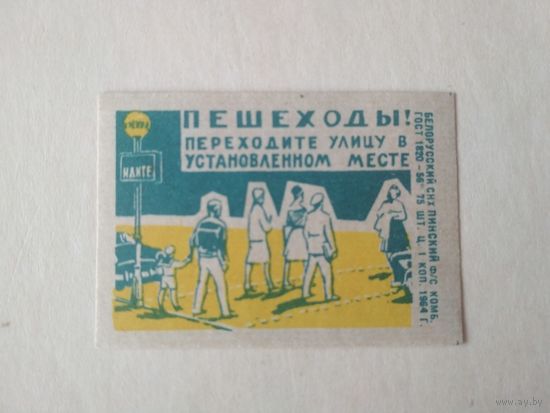 ПЕШЕХОДЫ!
ПЕРЕХОДИТЕ УЛИЦУ В
УСТАНОВЛЕННОМ МЕСТЕ
ИДИТЕ
БЕЛОРУССКИЙ СНХ ПИНСКИЙ Ф/С КОМБ.
ГОСТ 1820-56" 75 ШТ. Ц. 1 КОП. 1964 Г.
www.ay.by